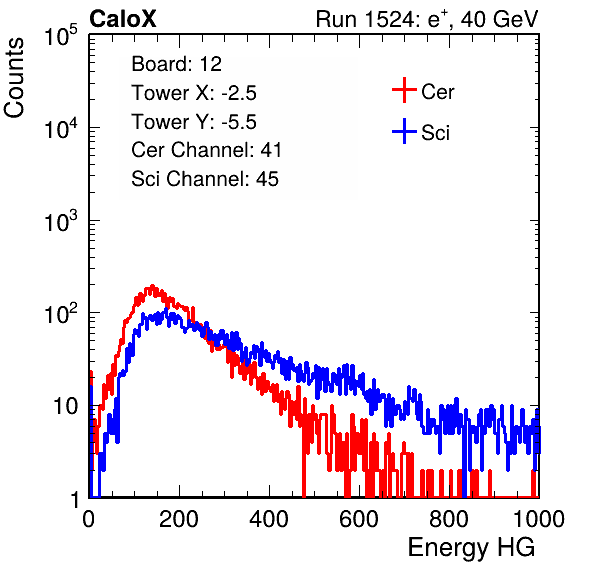 CaloX Run 1524: e⁺, 40 GeV
Board: 12
Tower X: -2.5
Tower Y: -5.5
Cer Channel: 41
Sci Channel: 45
Cer
Sci
Counts
10⁵
10⁴
10³
10²
10
1
0 200 400 600 800 1000
Energy HG